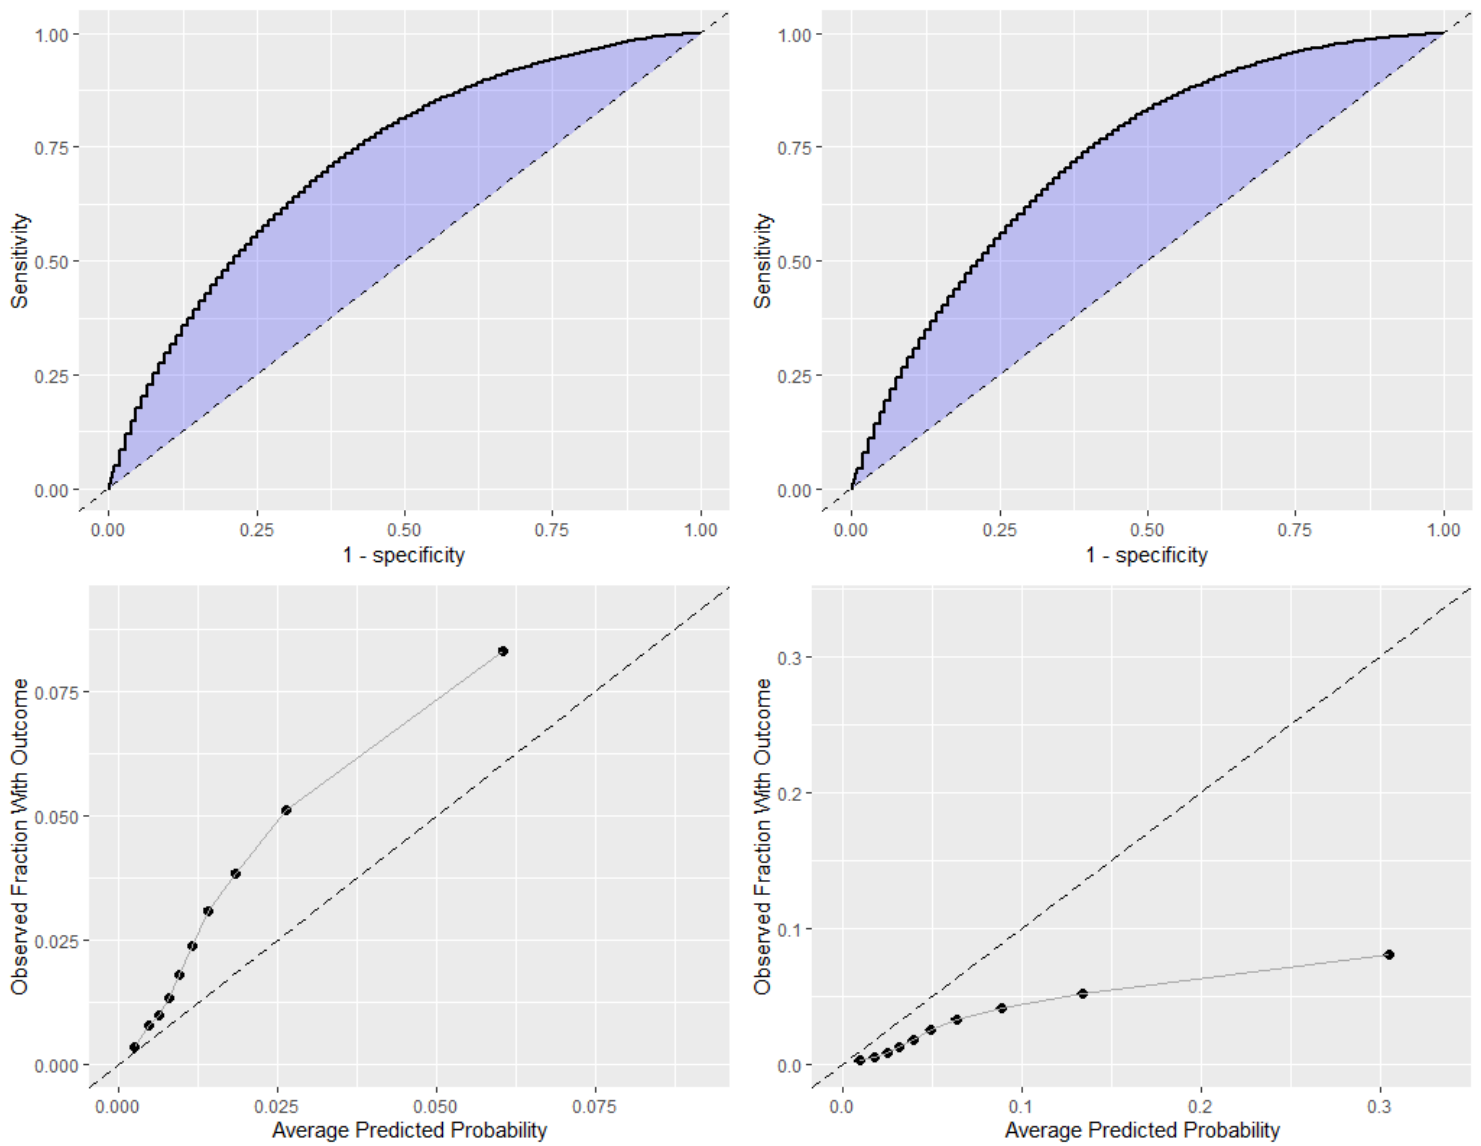 1.00
0.75
0.50
0.25
0.00
Sensitivity
0.00 0.25 0.50 0.75 1.00
1 - specificity
1.00
0.75
0.50
0.25
0.00
Sensitivity
0.00 0.25 0.50 0.75 1.00
1 - specificity
0.075
0.050
0.025
0.000
Observed Fraction With Outcome
0.000 0.025 0.050 0.075
Average Predicted Probability
0.3
0.2
0.1
0.0
Observed Fraction With Outcome
0.0 0.1 0.2 0.3
Average Predicted Probability